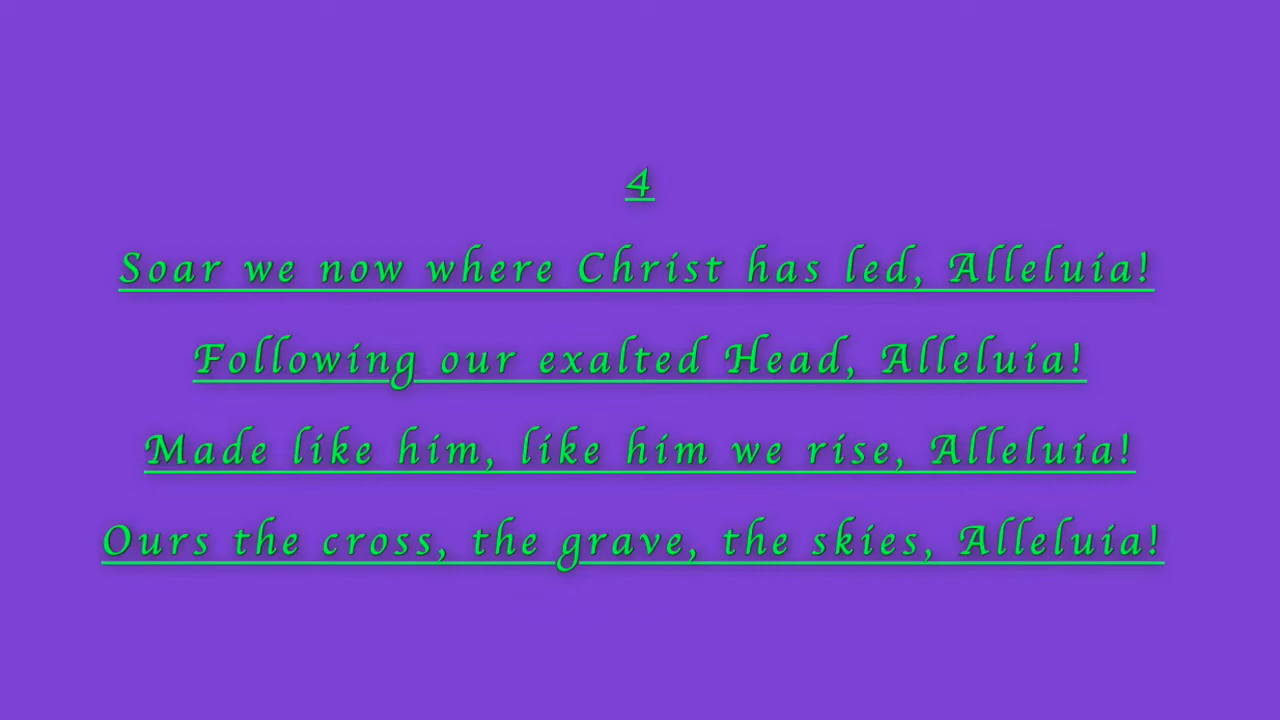 4
Soar we now where Christ has led, Alleluia!
Following our exalted Head, Alleluia!
Made like him, like him we rise, Alleluia!
Ours the cross, the grave, the skies, Alleluia!